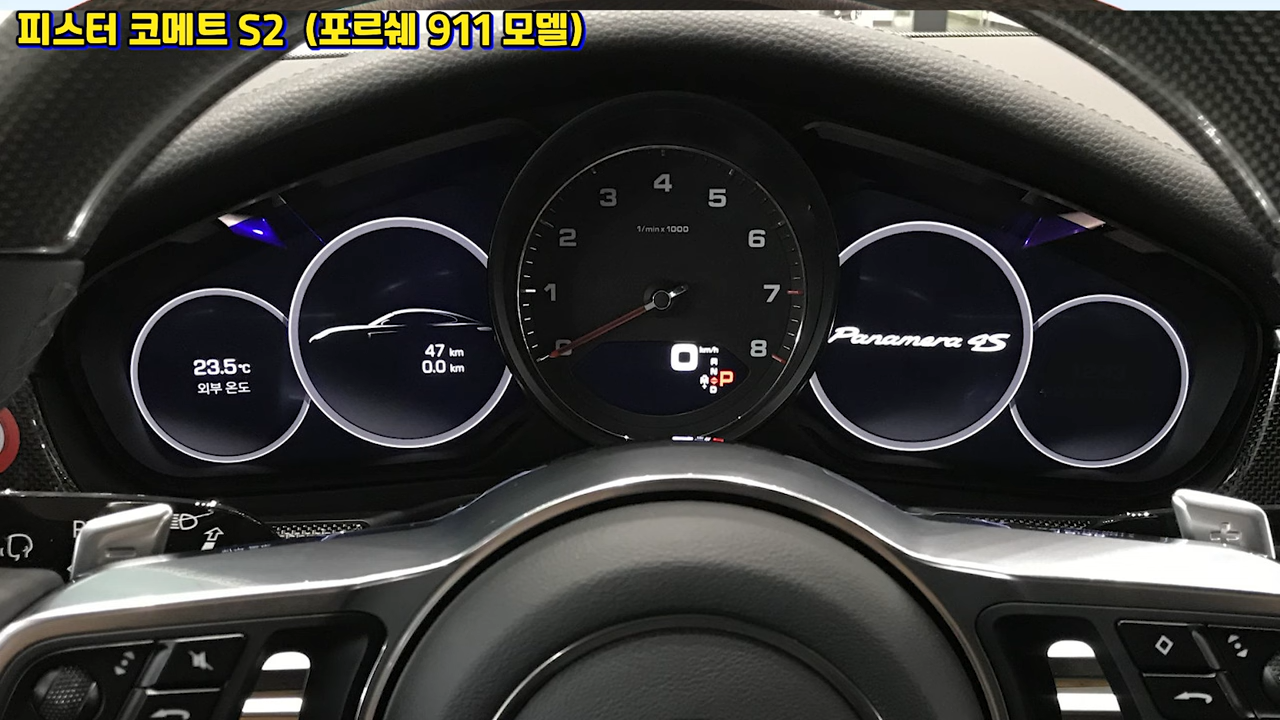 피스터 코메트 S2 (포르쉐 911 모델)
4
3 5
1/min x 1000
2 6
1 7
0 8
23.5℃
외부 온도
47 km
0.0 km
0 km/h
P
Panamera 4S